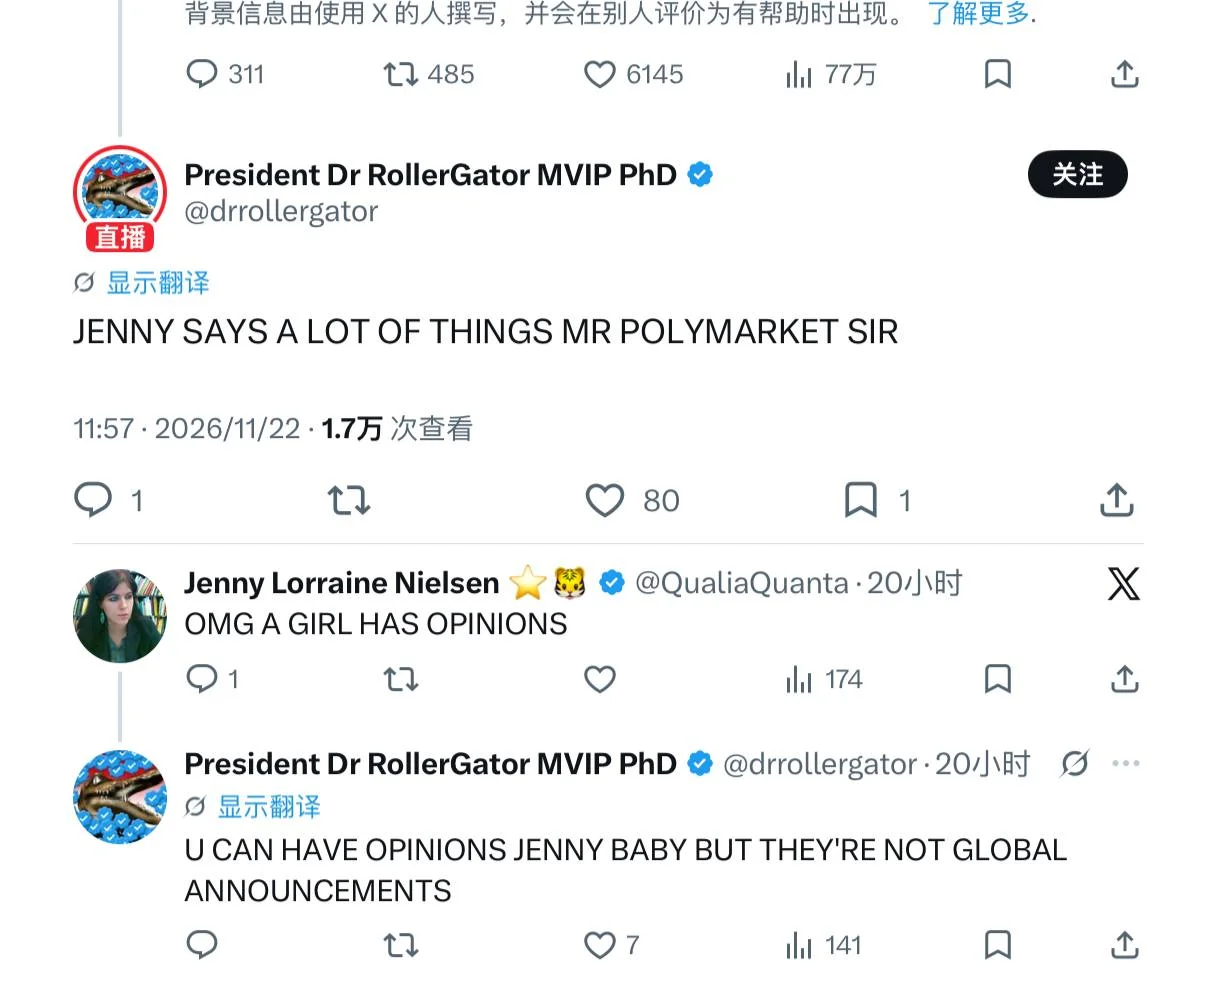 背景信息由使用 X 的人撰写，并会在别人评价为有帮助时出现。 了解更多.
311 485 6145 77万
President Dr RollerGator MVIP PhD
关注
@drrollergator
直播
显示翻译
JENNY SAYS A LOT OF THINGS MR POLYMARKET SIR
11:57 · 2026/11/22 · 1.7万 次查看
1 80 1
Jenny Lorraine Nielsen ⭐🐯 @QualiaQuanta · 20小时
OMG A GIRL HAS OPINIONS
1 174
President Dr RollerGator MVIP PhD @drrollergator · 20小时
显示翻译
U CAN HAVE OPINIONS JENNY BABY BUT THEY'RE NOT GLOBAL
ANNOUNCEMENTS
7 141